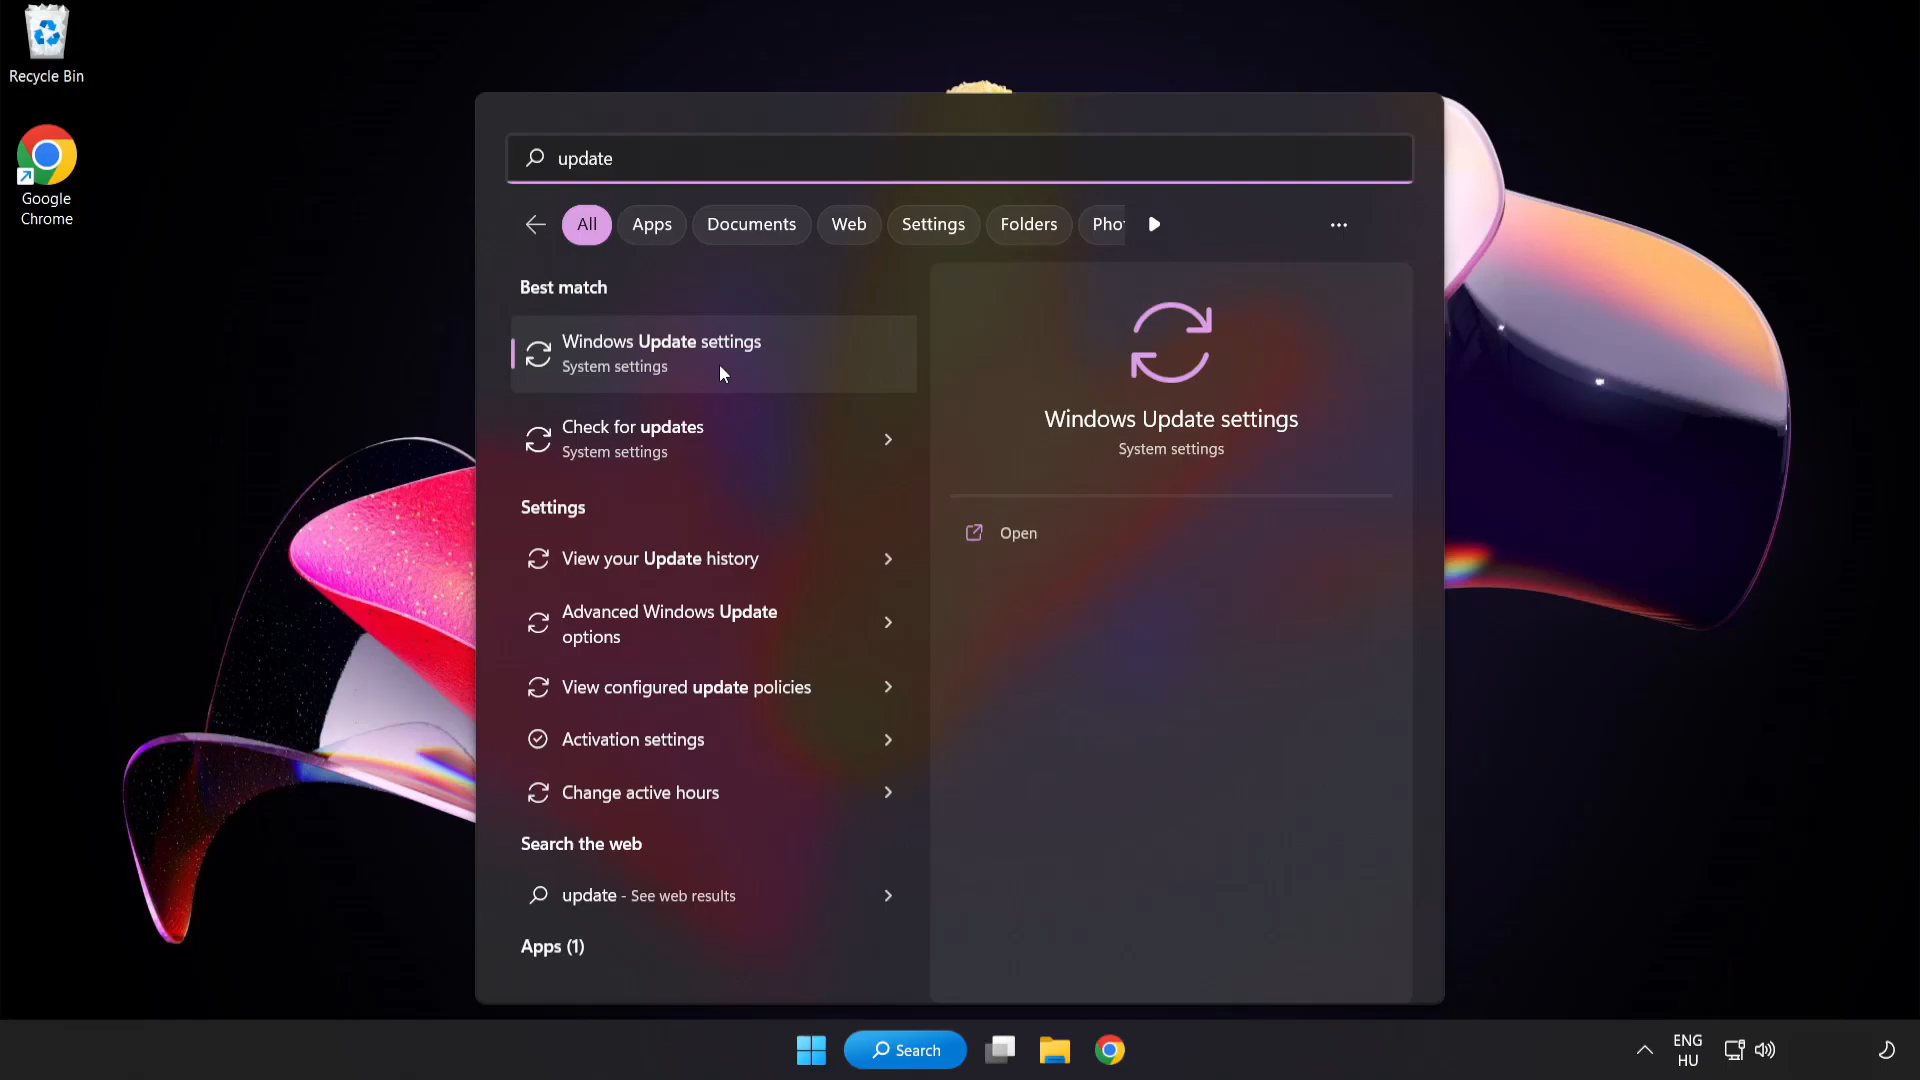 Recycle Bin
Google
Chrome
update
All Apps Documents Web Settings Folders Pho
Best match
Windows Update settings
System settings
Check for updates
System settings
Settings
View your Update history
Advanced Windows Update
options
View configured update policies
Activation settings
Change active hours
Search the web
update - See web results
Apps (1)
Windows Update settings
System settings
Open
Search
ENG
HU